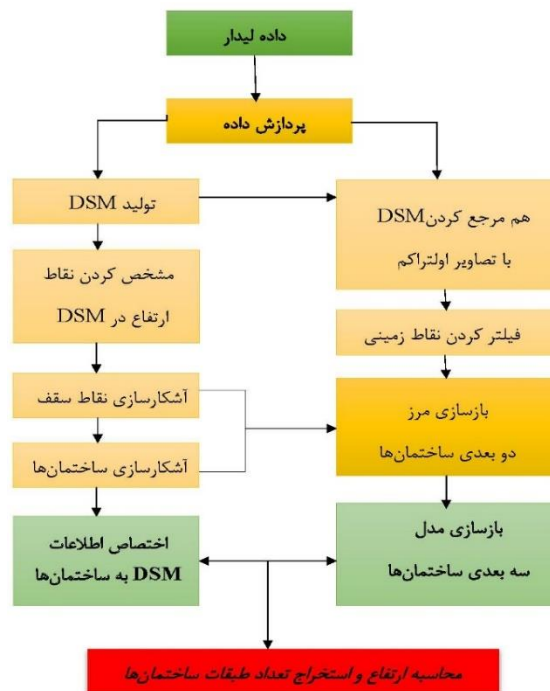 داده لیدار
پردازش داده
تولید DSM
هم مرجع کردن DSM
با تصاویر اولتراکم
مشخص کردن نقاط
ارتفاع در DSM
فیلتر کردن نقاط زمینی
آشکارسازی نقاط سقف
بازسازی مرز
دو بعدی ساختمان‌ها
آشکارسازی ساختمان‌ها
اختصاص اطلاعات
DSM به ساختمان‌ها
بازسازی مدل
سه بعدی ساختمان‌ها
محاسبه ارتفاع و استخراج تعداد طبقات ساختمان‌ها